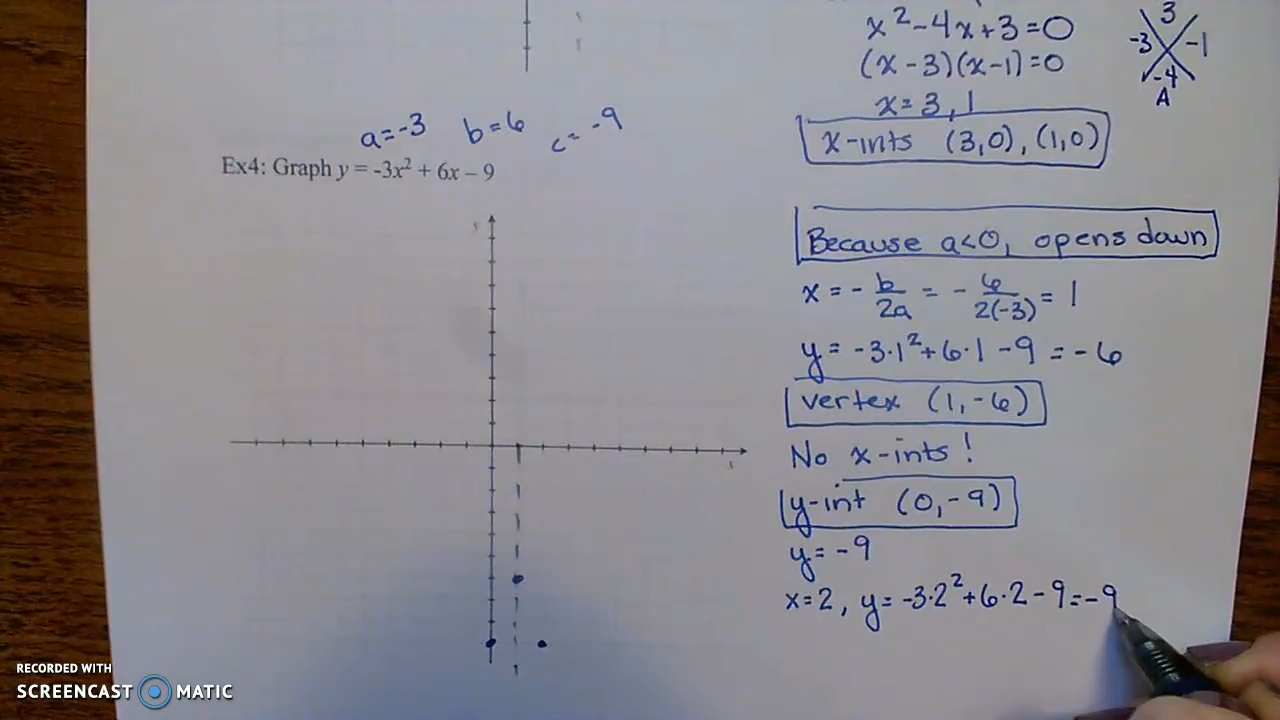 x²-4x+3=0
(x-3)(x-1)=0
x=3,1
x-ints (3,0),(1,0)
3
-3 -1
-4
A
a=-3 b=6 c=-9
Ex4: Graph y = -3x² + 6x – 9
y
x
Because a<0, opens down
x = - b/2a = - 6/2(-3) = 1
y = -3·1²+6·1-9 = -6
vertex (1,-6)
No x-ints!
y-int (0,-9)
y=-9
x=2, y=-3·2²+6·2-9=-9
RECORDED WITH
SCREENCAST MATIC